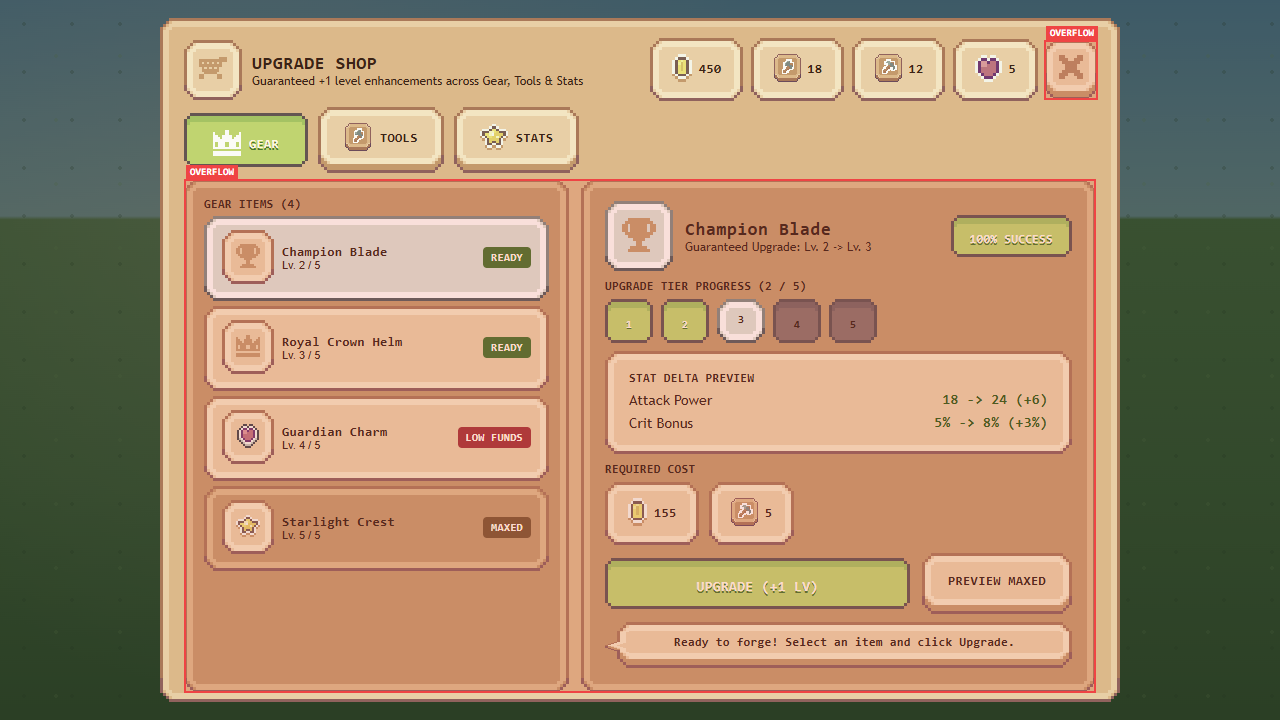 OVERFLOW
UPGRADE SHOP
Guaranteed +1 level enhancements across Gear, Tools & Stats
450
18
12
5
GEAR
TOOLS
STATS
OVERFLOW
GEAR ITEMS (4)
Champion Blade
Lv. 2 / 5
READY
Royal Crown Helm
Lv. 3 / 5
READY
Guardian Charm
Lv. 4 / 5
LOW FUNDS
Starlight Crest
Lv. 5 / 5
MAXED
Champion Blade
Guaranteed Upgrade: Lv. 2 -> Lv. 3
100% SUCCESS
UPGRADE TIER PROGRESS (2 / 5)
1
2
3
4
5
STAT DELTA PREVIEW
Attack Power 18 -> 24 (+6)
Crit Bonus 5% -> 8% (+3%)
REQUIRED COST
155
5
UPGRADE (+1 LV)
PREVIEW MAXED
Ready to forge! Select an item and click Upgrade.